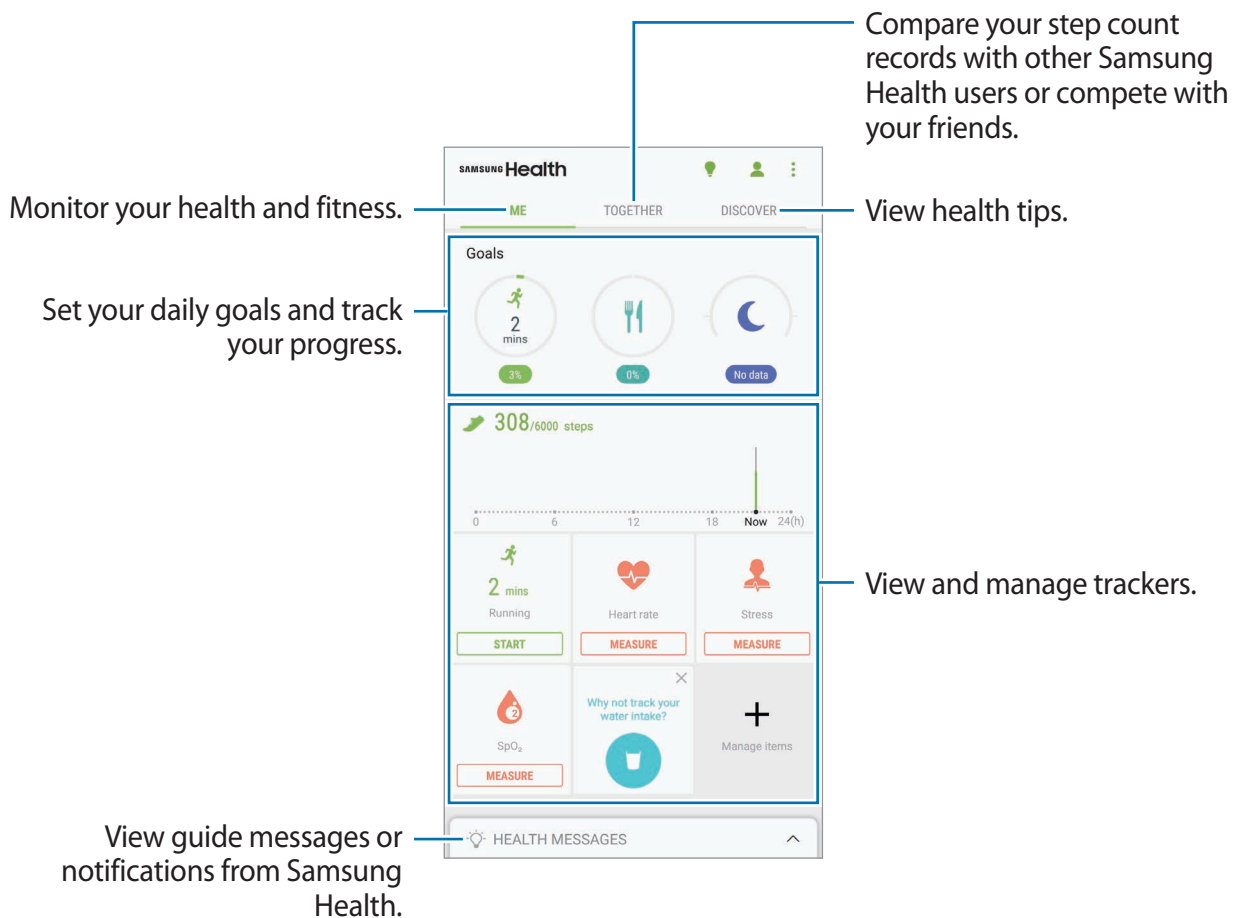 Compare your step count
records with other Samsung
Health users or compete with
your friends.
SAMSUNG Health
Monitor your health and fitness.
ME
TOGETHER
DISCOVER
View health tips.
Goals
Set your daily goals and track
your progress.
2
mins
3%
0%
No data
308/6000 steps
0 6 12 18 Now 24(h)
View and manage trackers.
2 mins
Running
START
Heart rate
MEASURE
Stress
MEASURE
2
SpO₂
MEASURE
Why not track your
water intake?
Manage items
View guide messages or
notifications from Samsung
Health.
HEALTH MESSAGES